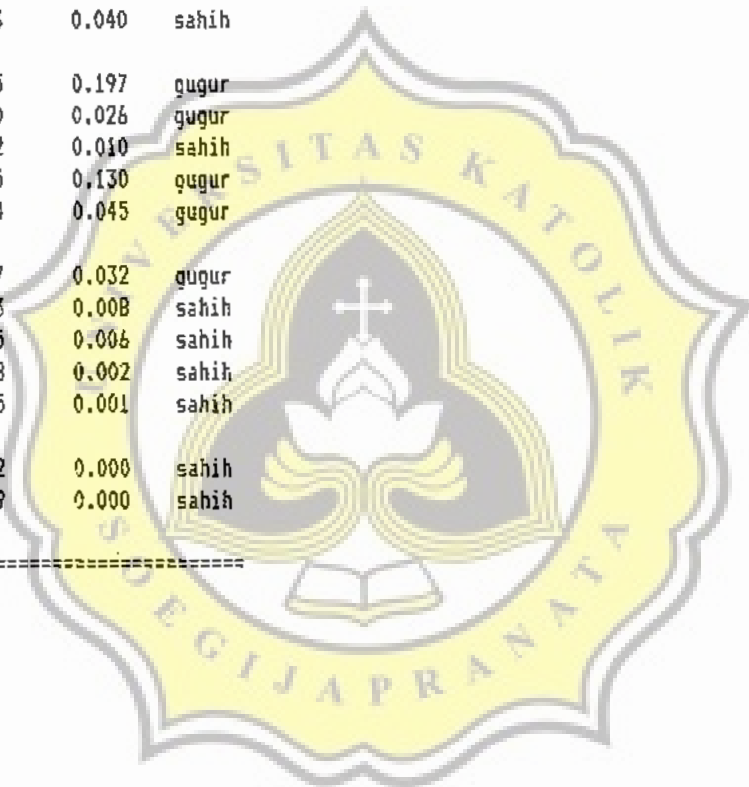 0.040 sahih
0.197 gugur
0.026 gugur
0.010 sahih
0.130 gugur
0.045 gugur
0.032 gugur
0.008 sahih
0.006 sahih
0.002 sahih
0.001 sahih
0.000 sahih
0.000 sahih
======================
UNIVERSITAS KATOLIK
SOEGIJAPRANATA